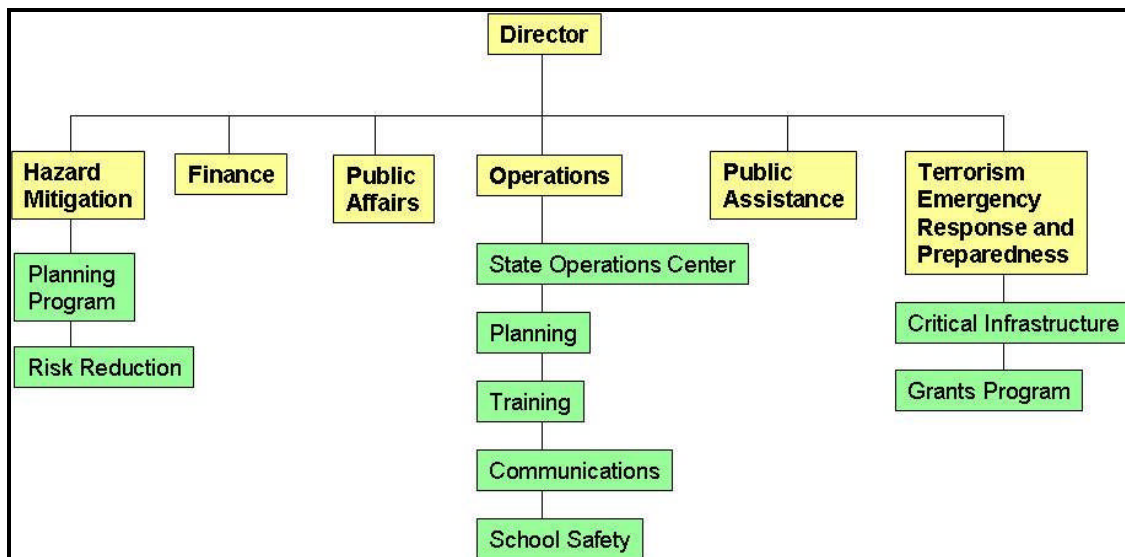 Director
Hazard
Mitigation
Finance
Public
Affairs
Operations
Public
Assistance
Terrorism
Emergency
Response and
Preparedness
Planning
Program
Risk Reduction
State Operations Center
Planning
Training
Communications
School Safety
Critical Infrastructure
Grants Program